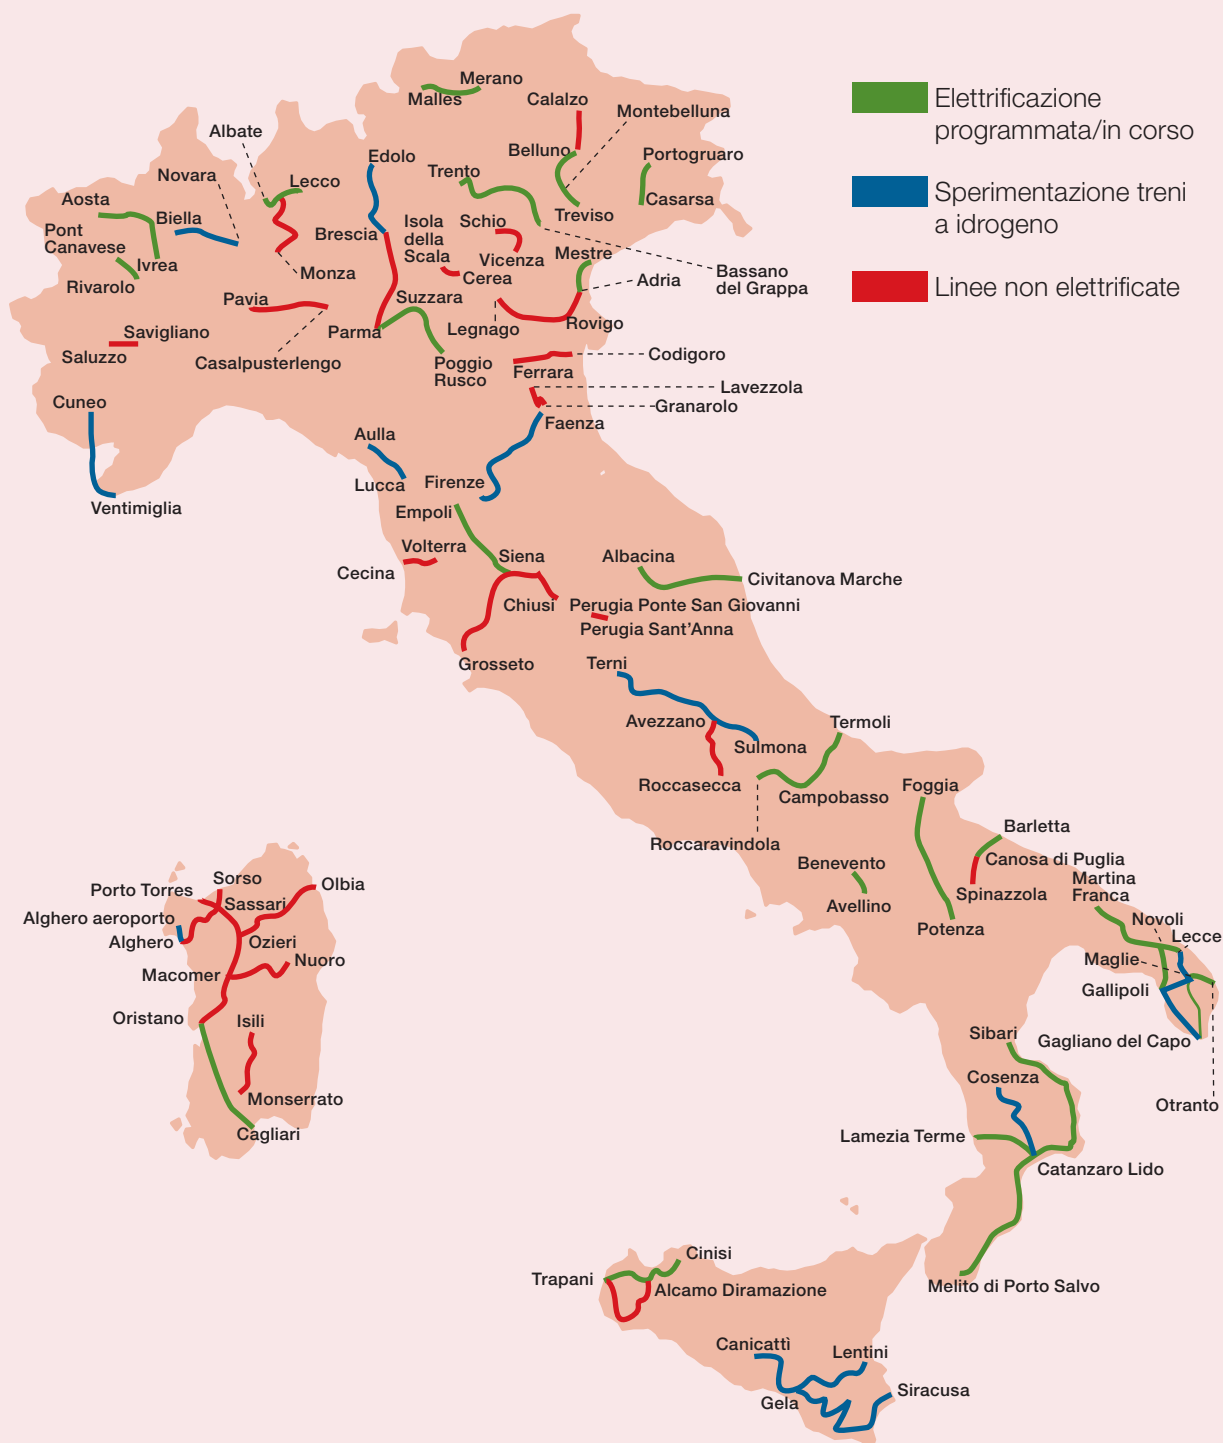 Elettrificazione
programmata/in corso
Sperimentazione treni
a idrogeno
Linee non elettrificate
Merano
Malles
Calalzo
Montebelluna
Albate
Edolo
Belluno
Portogruaro
Novara
Lecco
Trento
Aosta
Biella
Casarsa
Treviso
Isola
della
Scala
Schio
Pont
Canavese
Brescia
Ivrea
Monza
Vicenza
Mestre
Cerea
Adria
Bassano
del Grappa
Rivarolo
Pavia
Suzzara
Legnago
Rovigo
Savigliano
Parma
Saluzzo
Casalpusterlengo
Poggio
Rusco
Ferrara
Codigoro
Lavezzola
Granarolo
Cuneo
Faenza
Aulla
Lucca
Firenze
Ventimiglia
Empoli
Volterra
Siena
Albacina
Cecina
Civitanova Marche
Chiusi
Perugia Ponte San Giovanni
Perugia Sant'Anna
Grosseto
Terni
Avezzano
Termoli
Sulmona
Roccasecca
Campobasso
Foggia
Roccaravindola
Barletta
Benevento
Canosa di Puglia
Martina
Franca
Spinazzola
Avellino
Novoli
Potenza
Lecce
Maglie
Gallipoli
Gagliano del Capo
Otranto
Porto Torres
Sorso
Olbia
Sassari
Alghero aeroporto
Alghero
Ozieri
Nuoro
Macomer
Oristano
Isili
Monserrato
Cagliari
Sibari
Cosenza
Lamezia Terme
Catanzaro Lido
Melito di Porto Salvo
Cinisi
Trapani
Alcamo Diramazione
Canicattì
Lentini
Gela
Siracusa